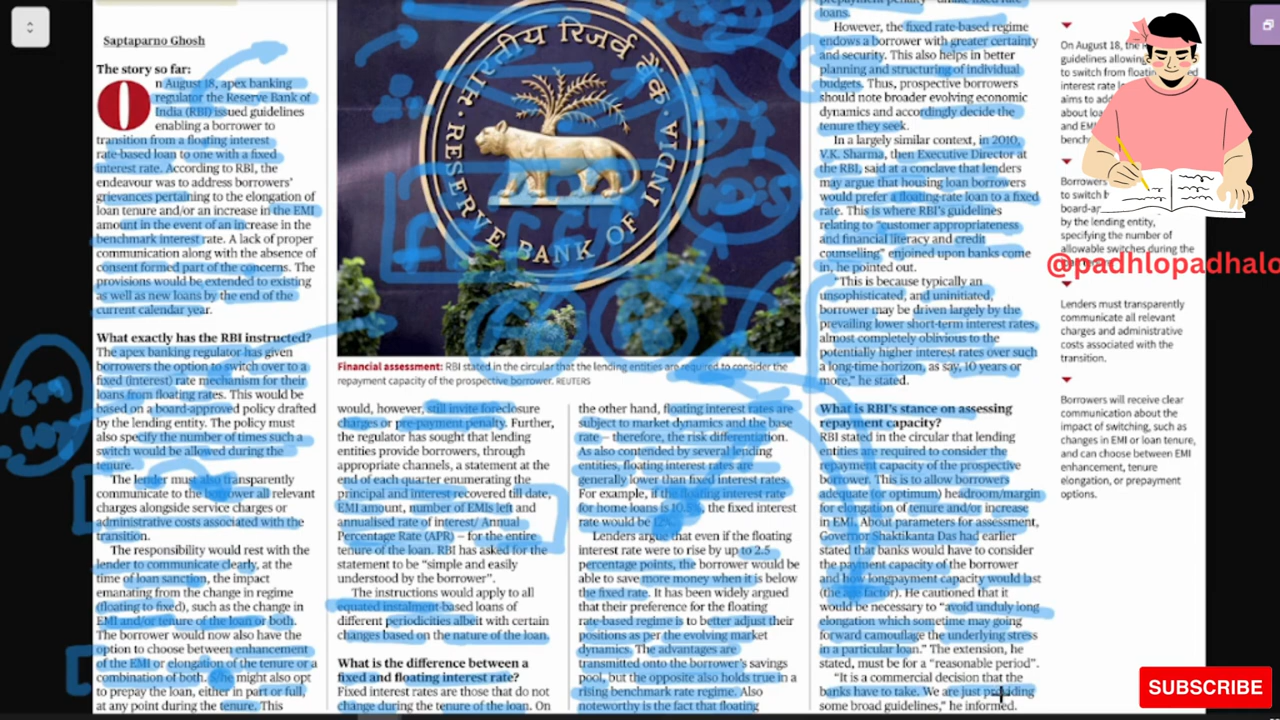 Saptaparno Ghosh
The story so far:
On August 18, apex banking
regulator the Reserve Bank of
India (RBI) issued guidelines
enabling a borrower to
transition from a floating interest
rate-based loan to one with a fixed
interest rate. According to RBI, the
endeavour was to address borrowers'
grievances pertaining to the elongation of
loan tenure and/or an increase in the EMI
amount in the event of an increase in the
benchmark interest rate. A lack of proper
communication along with the absence of
consent formed part of the concerns. The
provisions would be extended to existing
as well as new loans by the end of the
current calendar year.
What exactly has the RBI instructed?
The apex banking regulator has given
borrowers the option to switch over to a
fixed (interest) rate mechanism for their
loans from floating rates. This would be
based on a board-approved policy drafted
by the lending entity. The policy must
also specify the number of times such a
switch would be allowed during the
tenure.
The lender must also transparently
communicate to the borrower all relevant
charges alongside service charges or
administrative costs associated with the
transition.
The responsibility would rest with the
lender to communicate clearly, at the
time of loan sanction, the impact
emanating from the change in regime
(floating to fixed), such as the change in
EMI and/or tenure of the loan or both.
The borrower would now also have the
option to choose between enhancement
of the EMI or elongation of the tenure or a
combination of both. S/he might also opt
to prepay the loan, either in part or full,
at any point during the tenure. This
भारतीय रिज़र्व बैंक
RESERVE BANK OF INDIA
Financial assessment: RBI stated in the circular that the lending entities are required to consider the
repayment capacity of the prospective borrower. REUTERS
would, however, still invite foreclosure
charges or pre-payment penalty. Further,
the regulator has sought that lending
entities provide borrowers, through
appropriate channels, a statement at the
end of each quarter enumerating the
principal and interest recovered till date,
EMI amount, number of EMIs left and
annualised rate of interest/ Annual
Percentage Rate (APR) — for the entire
tenure of the loan. RBI has asked for the
statement to be "simple and easily
understood by the borrower".
The instructions would apply to all
equated instalment-based loans of
different periodicities albeit with certain
changes based on the nature of the loan.
What is the difference between a
fixed and floating interest rate?
Fixed interest rates are those that do not
change during the tenure of the loan. On
the other hand, floating interest rates are
subject to market dynamics and the base
rate — therefore, the risk differentiation.
As also contended by several lending
entities, floating interest rates are
generally lower than fixed interest rates.
For example, if the floating interest rate
for home loans is 10.5%, the fixed interest
rate would be 12%.
Lenders argue that even if the floating
interest rate were to rise by up to 2.5
percentage points, the borrower would be
able to save more money when it is below
the fixed rate. It has been widely argued
that their preference for the floating
rate-based regime is to better adjust their
positions as per the evolving market
dynamics. The advantages are
transmitted onto the borrower's savings
pool, but the opposite also holds true in a
rising benchmark rate regime. Also
noteworthy is the fact that floating
loans.
However, the fixed rate-based regime
endows a borrower with greater certainty
and security. This also helps in better
planning and structuring of individual
budgets. Thus, prospective borrowers
should note broader evolving economic
dynamics and accordingly decide the
tenure they seek.
In a largely similar context, in 2010,
V.K. Sharma, then Executive Director at
the RBI, said at a conclave that lenders
may argue that housing loan borrowers
would prefer a floating-rate loan to a fixed
rate. This is where RBI's guidelines
relating to "customer appropriateness
and financial literacy and credit
counselling" enjoined upon banks come
in, he pointed out.
"This is because typically an
unsophisticated, and uninitiated,
borrower may be driven largely by the
prevailing lower short-term interest rates,
almost completely oblivious to the
potentially higher interest rates over such
a long-time horizon, as say, 10 years or
more," he stated.
What is RBI's stance on assessing
repayment capacity?
RBI stated in the circular that lending
entities are required to consider the
repayment capacity of the prospective
borrower. This is to allow borrowers
adequate (or optimum) headroom/margin
for elongation of tenure and/or increase
in EMI. About parameters for assessment,
Governor Shaktikanta Das had earlier
stated that banks would have to consider
the payment capacity of the borrower
and how longpayment capacity would last
(the age factor). He cautioned that it
would be necessary to "avoid unduly long
elongation which sometime may going
forward camouflage the underlying stress
in a particular loan." The extension, he
stated, must be for a "reasonable period".
"It is a commercial decision that the
banks have to take. We are just providing
some broad guidelines," he informed.
On August 18, the
guidelines allowing
to switch from floati
interest rate
aims to add
about loa
and EMI
bench
Borrowers
to switch b
board-ap
by the lending entity,
specifying the number of
allowable switches during the
@padhlopadhalo
Lenders must transparently
communicate all relevant
charges and administrative
costs associated with the
transition.
Borrowers will receive clear
communication about the
impact of switching, such as
changes in EMI or loan tenure,
and can choose between EMI
enhancement, tenure
elongation, or prepayment
options.
SUBSCRIBE